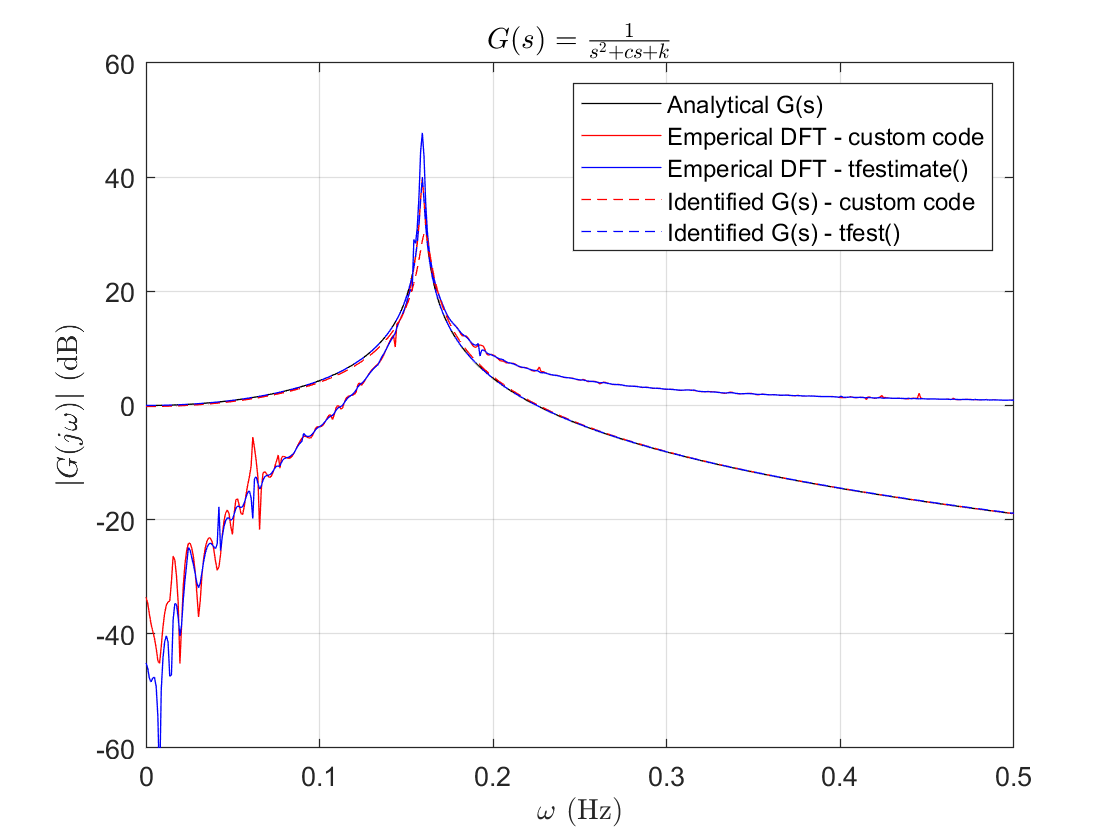 G(s) = 1/(s²+cs+k)
60
40
20
0
-20
-40
-60
|G(jω)| (dB)
Analytical G(s)
Emperical DFT - custom code
Emperical DFT - tfestimate()
Identified G(s) - custom code
Identified G(s) - tfest()
0 0.1 0.2 0.3 0.4 0.5
ω (Hz)